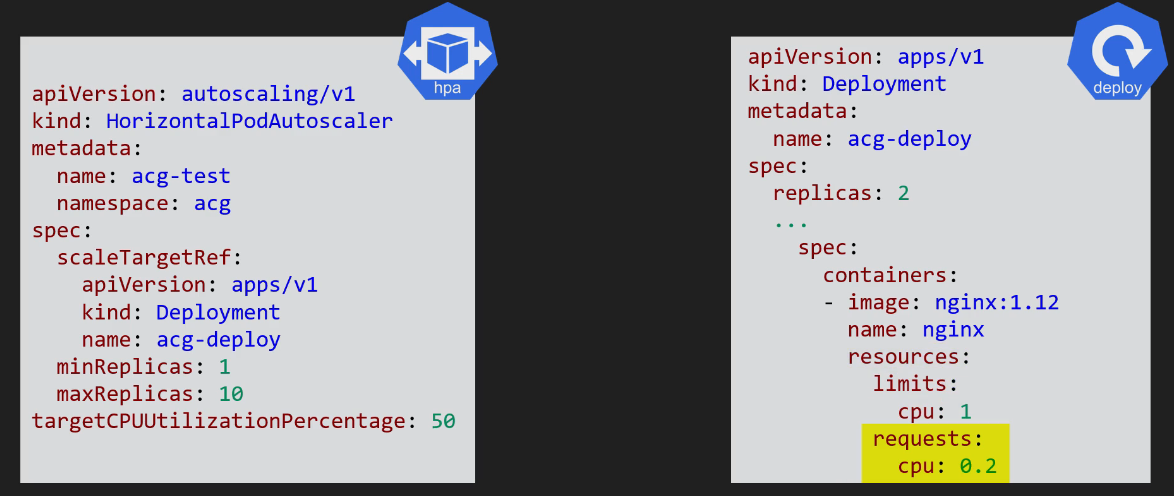 hpa
apiVersion: autoscaling/v1
kind: HorizontalPodAutoscaler
metadata:
  name: acg-test
  namespace: acg
spec:
  scaleTargetRef:
    apiVersion: apps/v1
    kind: Deployment
    name: acg-deploy
  minReplicas: 1
  maxReplicas: 10
targetCPUUtilizationPercentage: 50
deploy
apiVersion: apps/v1
kind: Deployment
metadata:
  name: acg-deploy
spec:
  replicas: 2
  ...
    spec:
      containers:
      - image: nginx:1.12
        name: nginx
        resources:
          limits:
            cpu: 1
          requests:
            cpu: 0.2